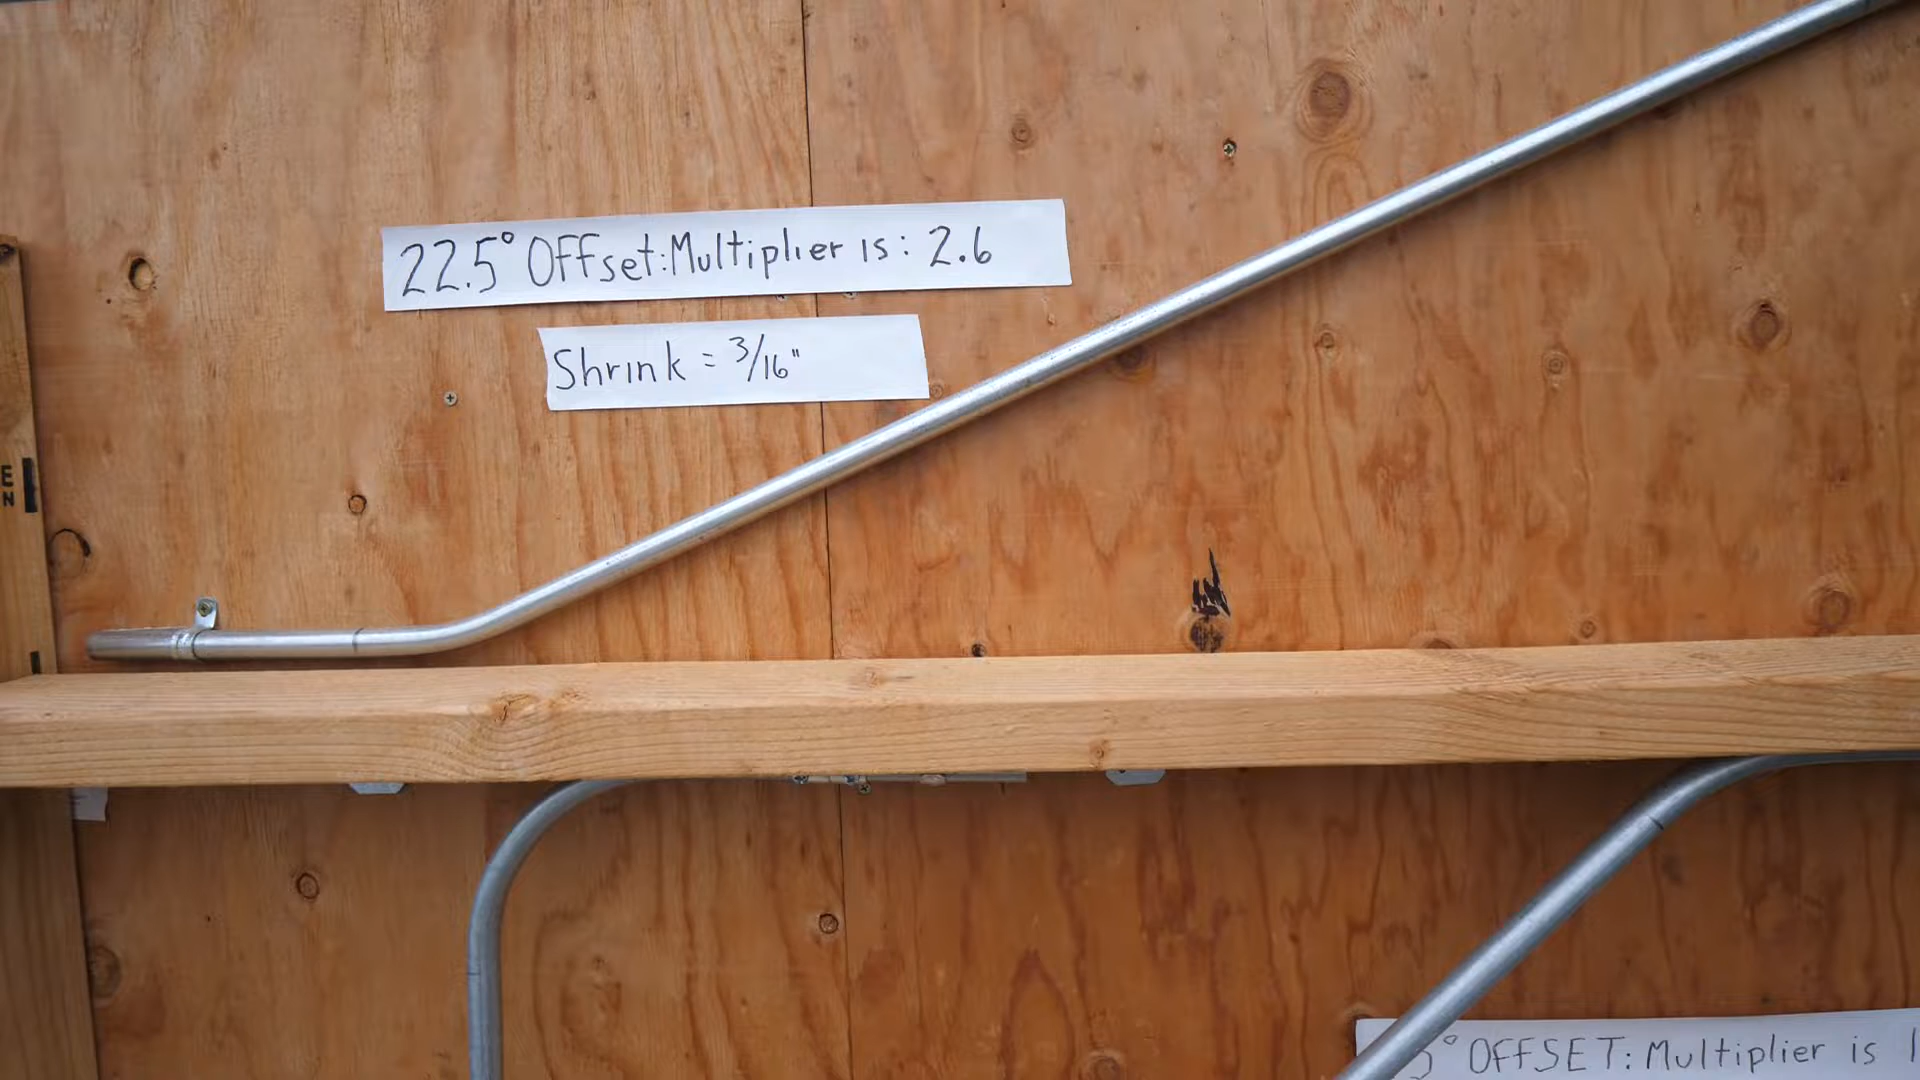 22.5° Offset: Multiplier is: 2.6
Shrink = 3/16"
E
N
° OFFSET: Multiplier is